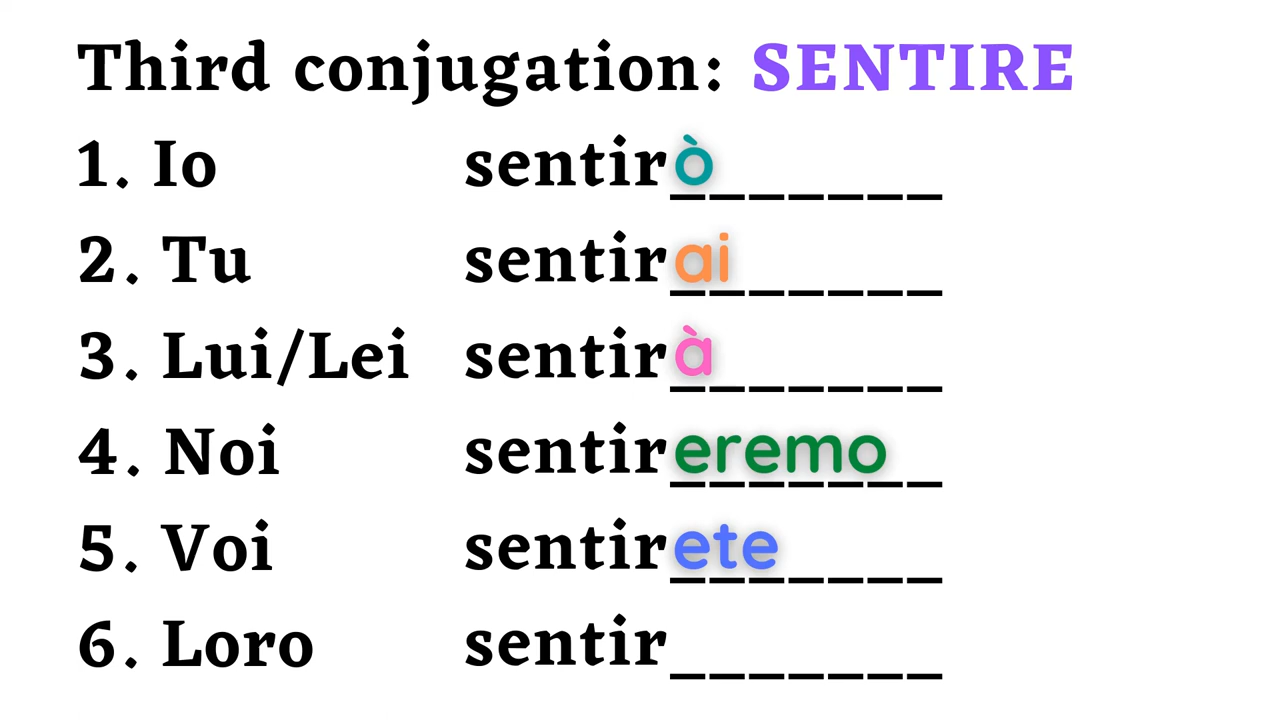 Third conjugation: SENTIRE
1. Io sentirò_______
2. Tu sentirai_______
3. Lui/Lei sentirà_______
4. Noi sentireremo_______
5. Voi sentirete_______
6. Loro sentir_______